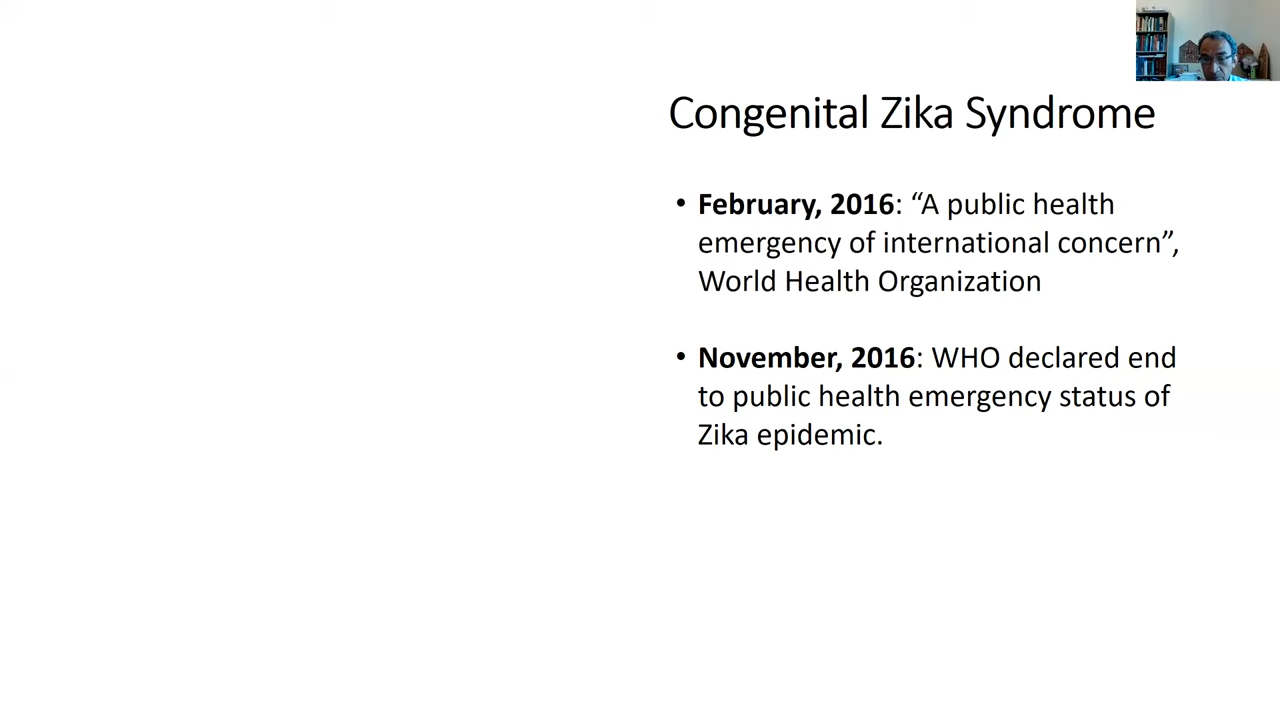 Congenital Zika Syndrome
• February, 2016: “A public health
emergency of international concern”,
World Health Organization
• November, 2016: WHO declared end
to public health emergency status of
Zika epidemic.